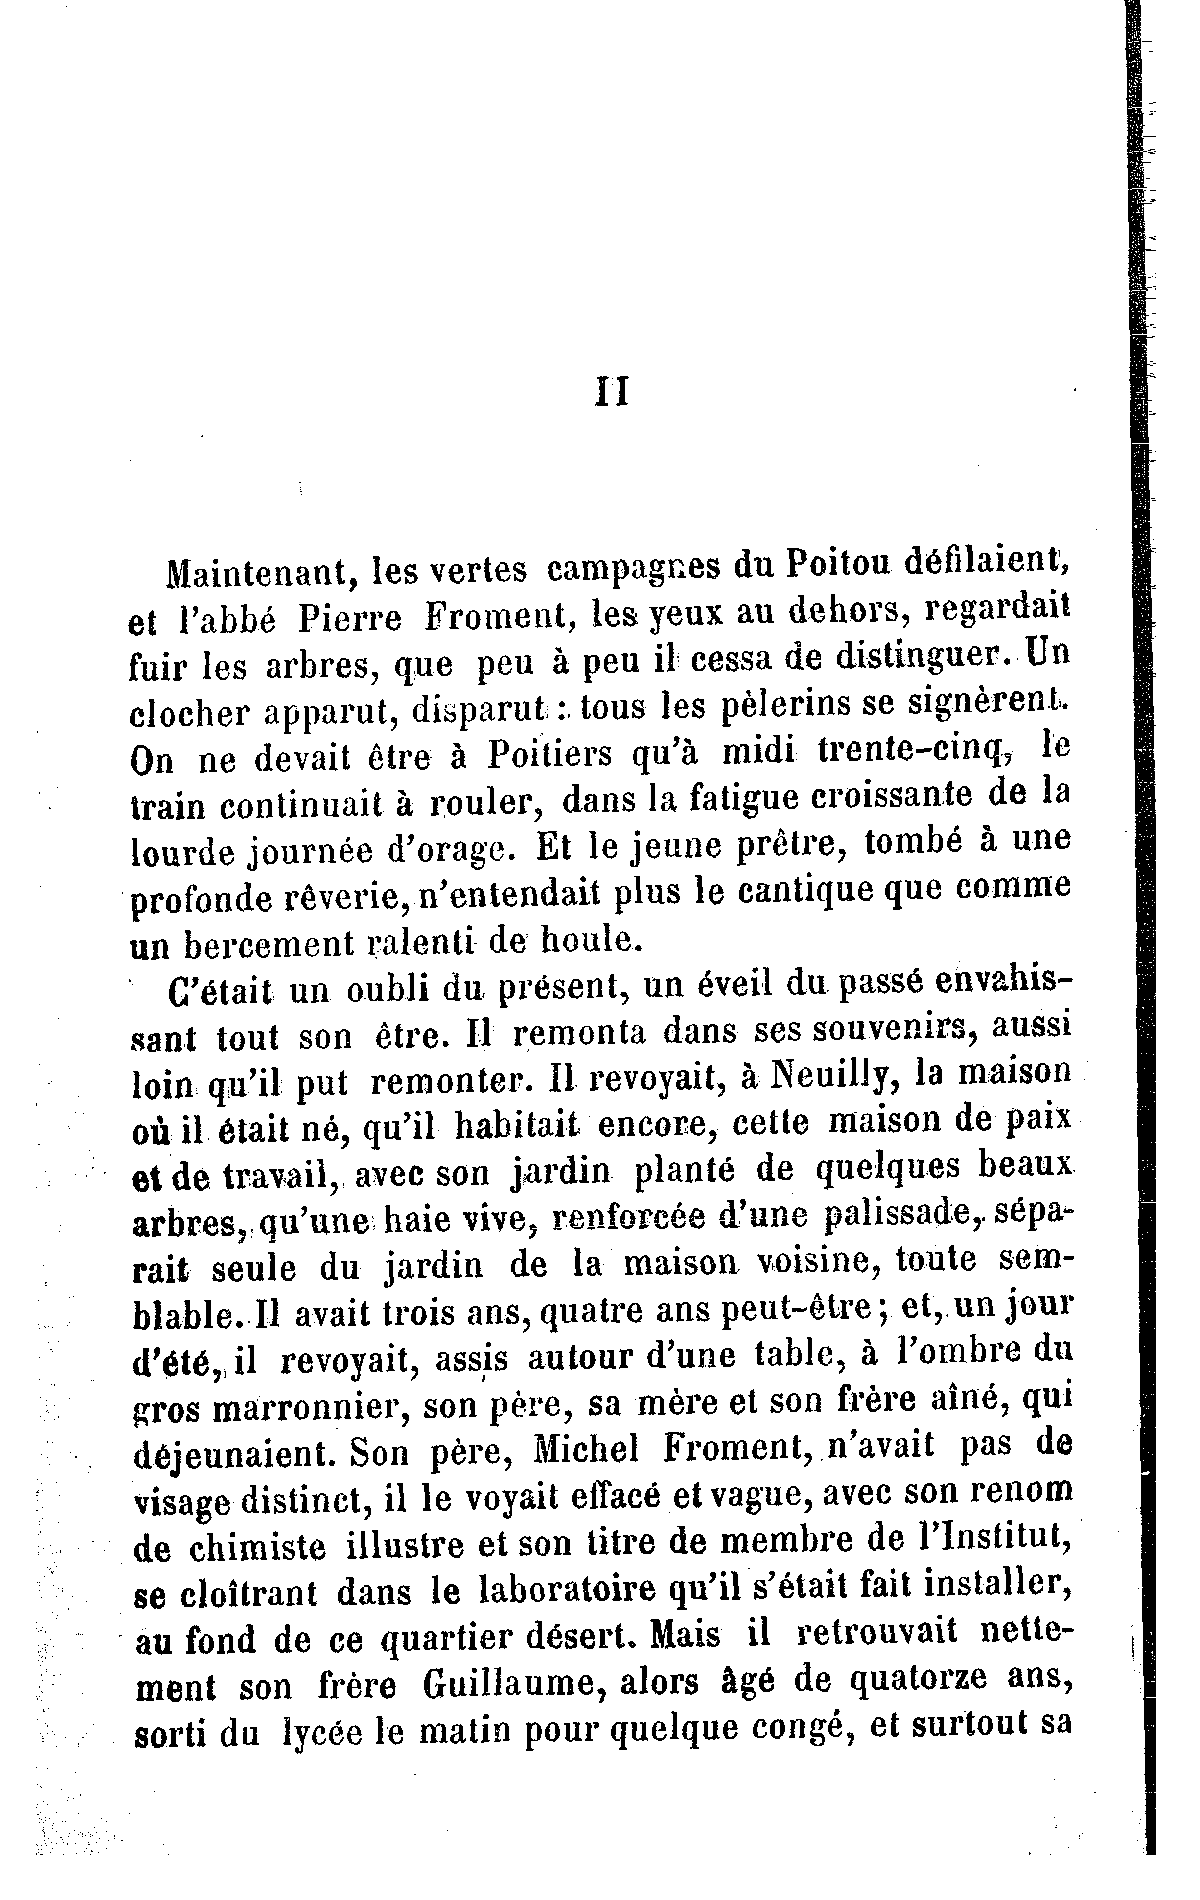 II
Maintenant, les vertes campagnes du Poitou défilaient,
et l'abbé Pierre Froment, les yeux au dehors, regardait
fuir les arbres, que peu à peu il cessa de distinguer. Un
clocher apparut, disparut : tous les pèlerins se signèrent.
On ne devait être à Poitiers qu'à midi trente-cinq, le
train continuait à rouler, dans la fatigue croissante de la
lourde journée d'orage. Et le jeune prêtre, tombé à une
profonde rêverie, n'entendait plus le cantique que comme
un bercement ralenti de houle.
C'était un oubli du présent, un éveil du passé envahis-
sant tout son être. Il remonta dans ses souvenirs, aussi
loin qu'il put remonter. Il revoyait, à Neuilly, la maison
où il était né, qu'il habitait encore, cette maison de paix
et de travail, avec son jardin planté de quelques beaux
arbres, qu'une haie vive, renforcée d'une palissade, sépa-
rait seule du jardin de la maison voisine, toute sem-
blable. Il avait trois ans, quatre ans peut-être ; et, un jour
d'été, il revoyait, assis autour d'une table, à l'ombre du
gros marronnier, son père, sa mère et son frère aîné, qui
déjeunaient. Son père, Michel Froment, n'avait pas de
visage distinct, il le voyait effacé et vague, avec son renom
de chimiste illustre et son titre de membre de l'Institut,
se cloîtrant dans le laboratoire qu'il s'était fait installer,
au fond de ce quartier désert. Mais il retrouvait nette-
ment son frère Guillaume, alors âgé de quatorze ans,
sorti du lycée le matin pour quelque congé, et surtout sa